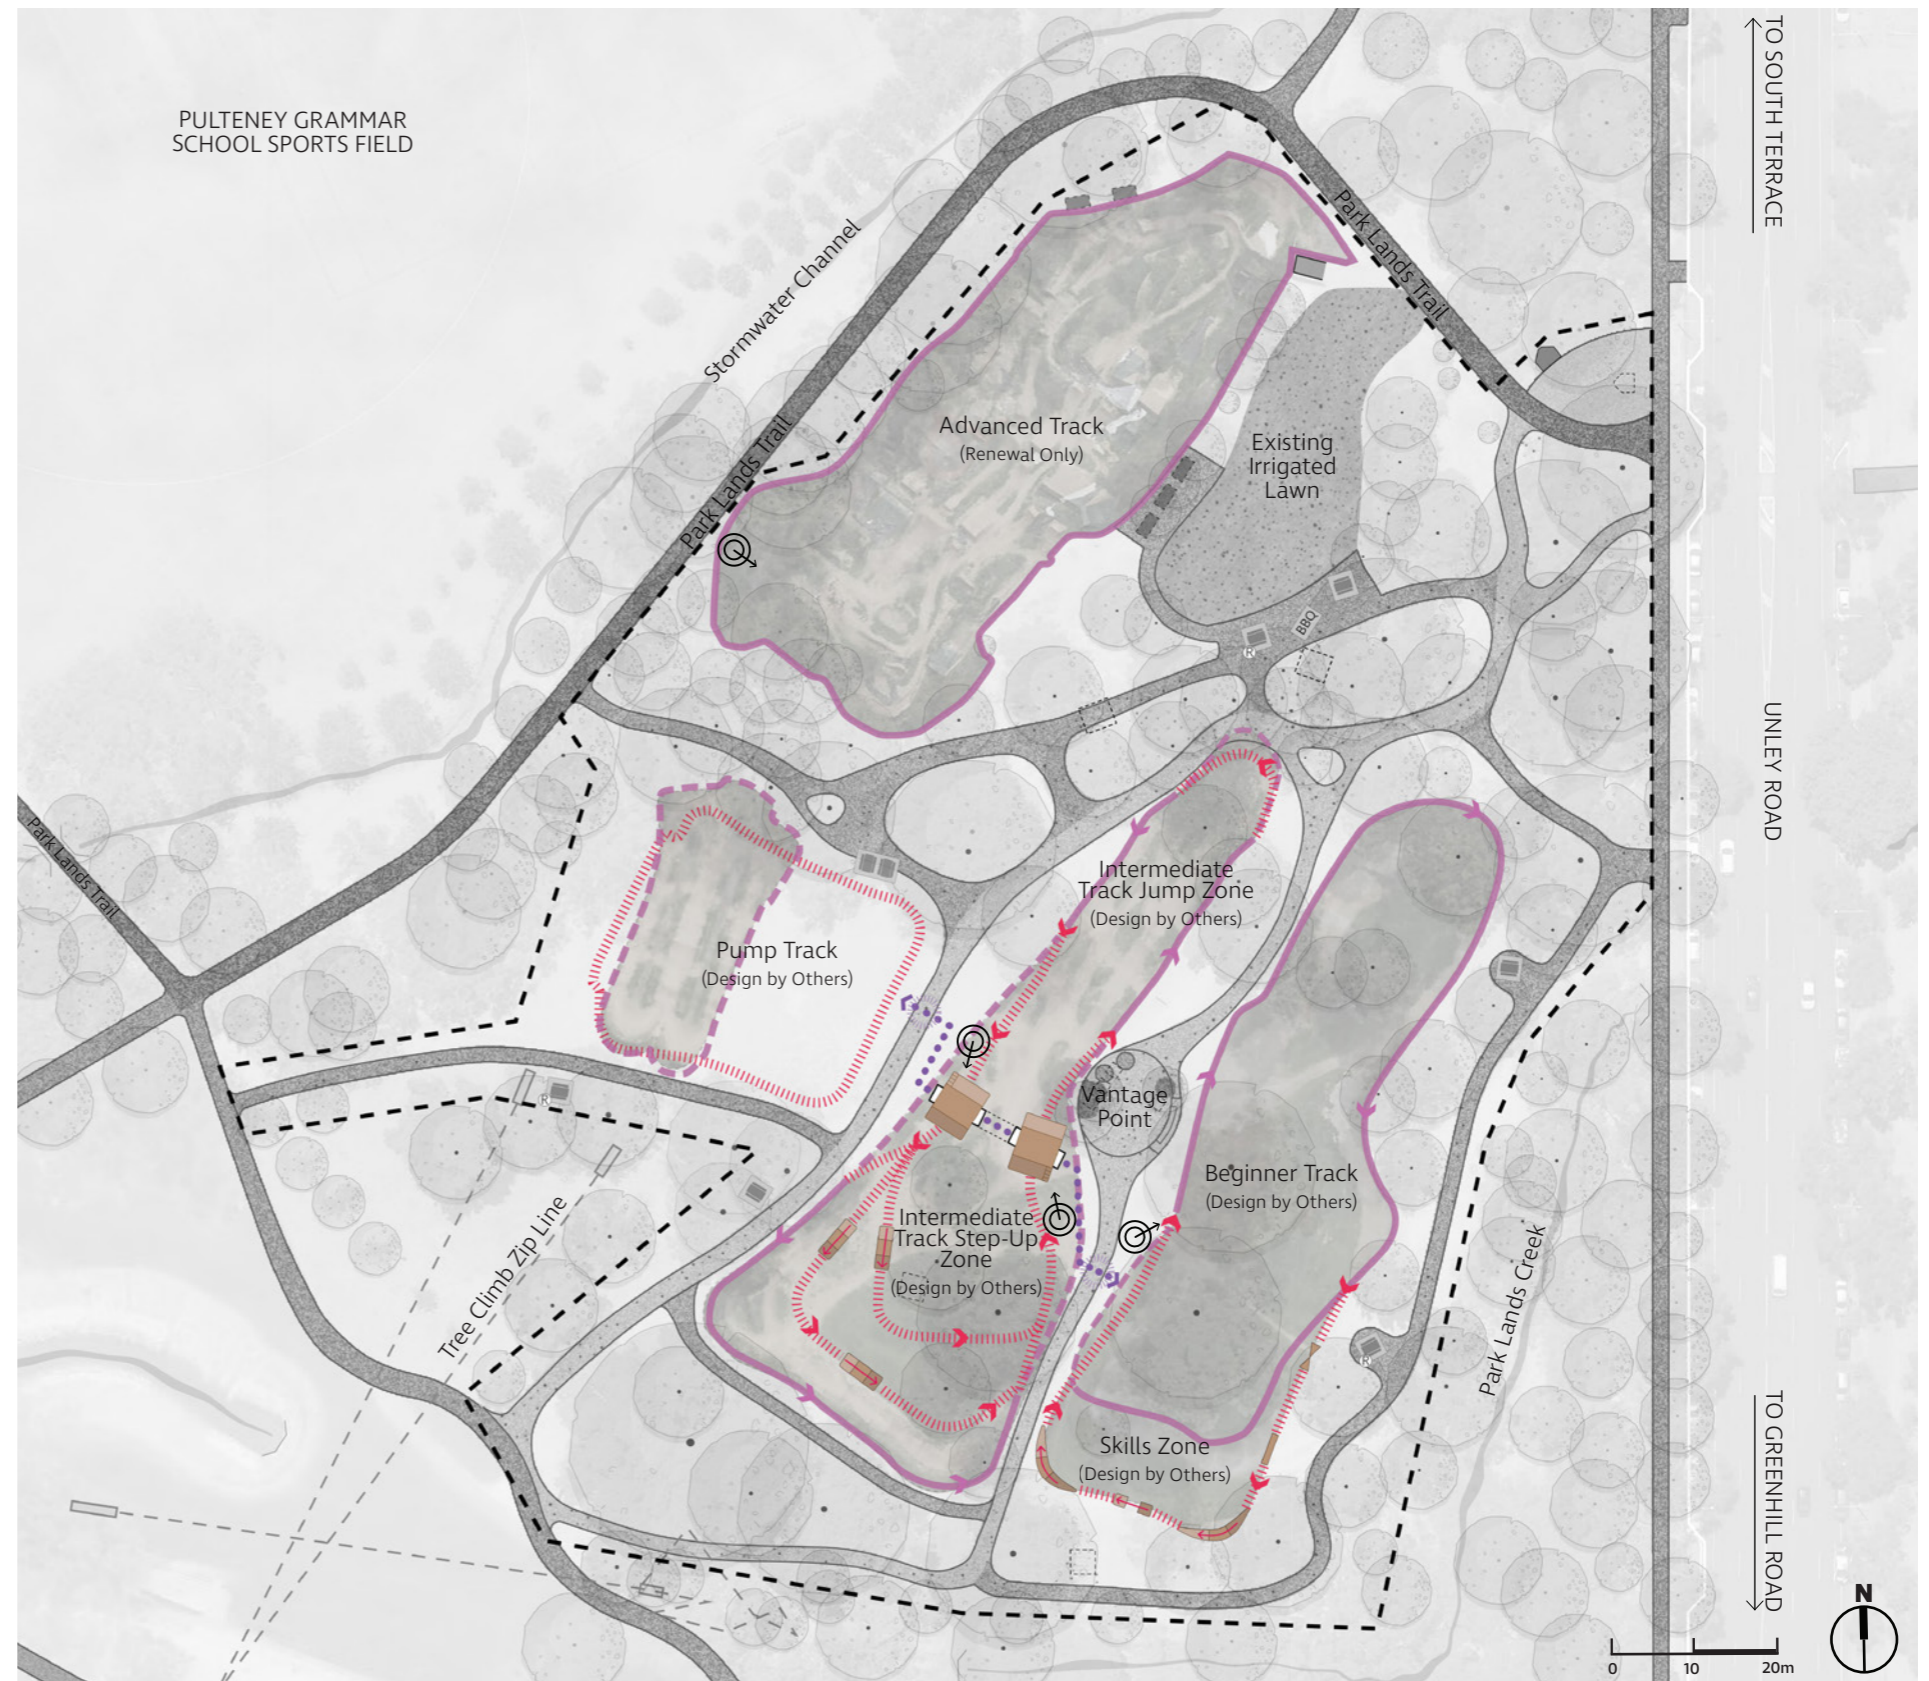 PULTENEY GRAMMAR
SCHOOL SPORTS FIELD
TO SOUTH TERRACE
Stormwater Channel
Park Lands Trail
Park Lands Trail
Advanced Track
(Renewal Only)
Existing
Irrigated
Lawn
BBQ
R
UNLEY ROAD
Park Lands Trail
Intermediate
Track Jump Zone
(Design by Others)
Pump Track
(Design by Others)
R
Vantage
Point
Beginner Track
(Design by Others)
Intermediate
Track Step-Up
Zone
(Design by Others)
Tree Climb Zip Line
Park Lands Creek
R
Skills Zone
(Design by Others)
TO GREENHILL ROAD
N
0 10 20m